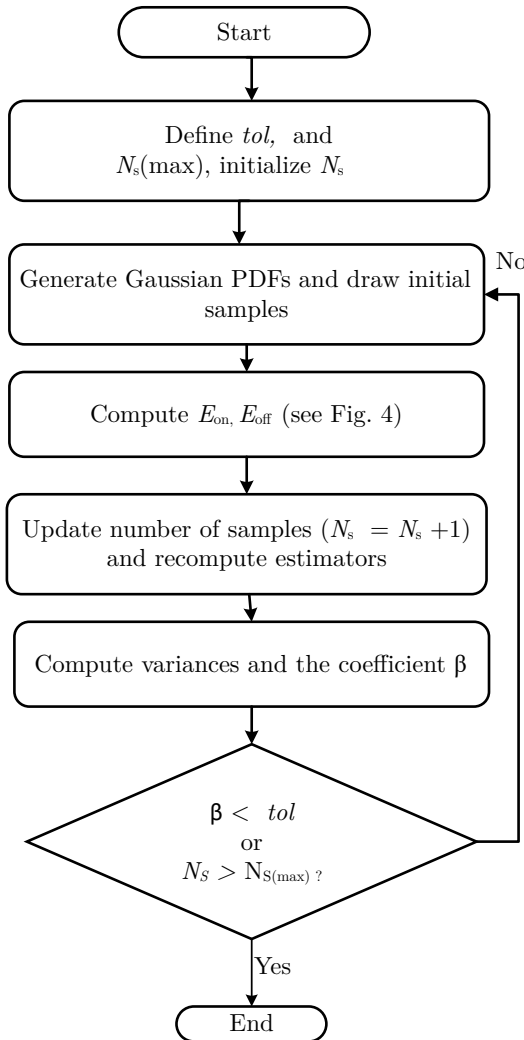 Start
Define tol, and
Nₛ(max), initialize Nₛ
No
Generate Gaussian PDFs and draw initial
samples
Compute Eon, Eoff (see Fig. 4)
Update number of samples (Nₛ = Nₛ +1)
and recompute estimators
Compute variances and the coefficient β
β < tol
or
N_S > N_S(max) ?
Yes
End